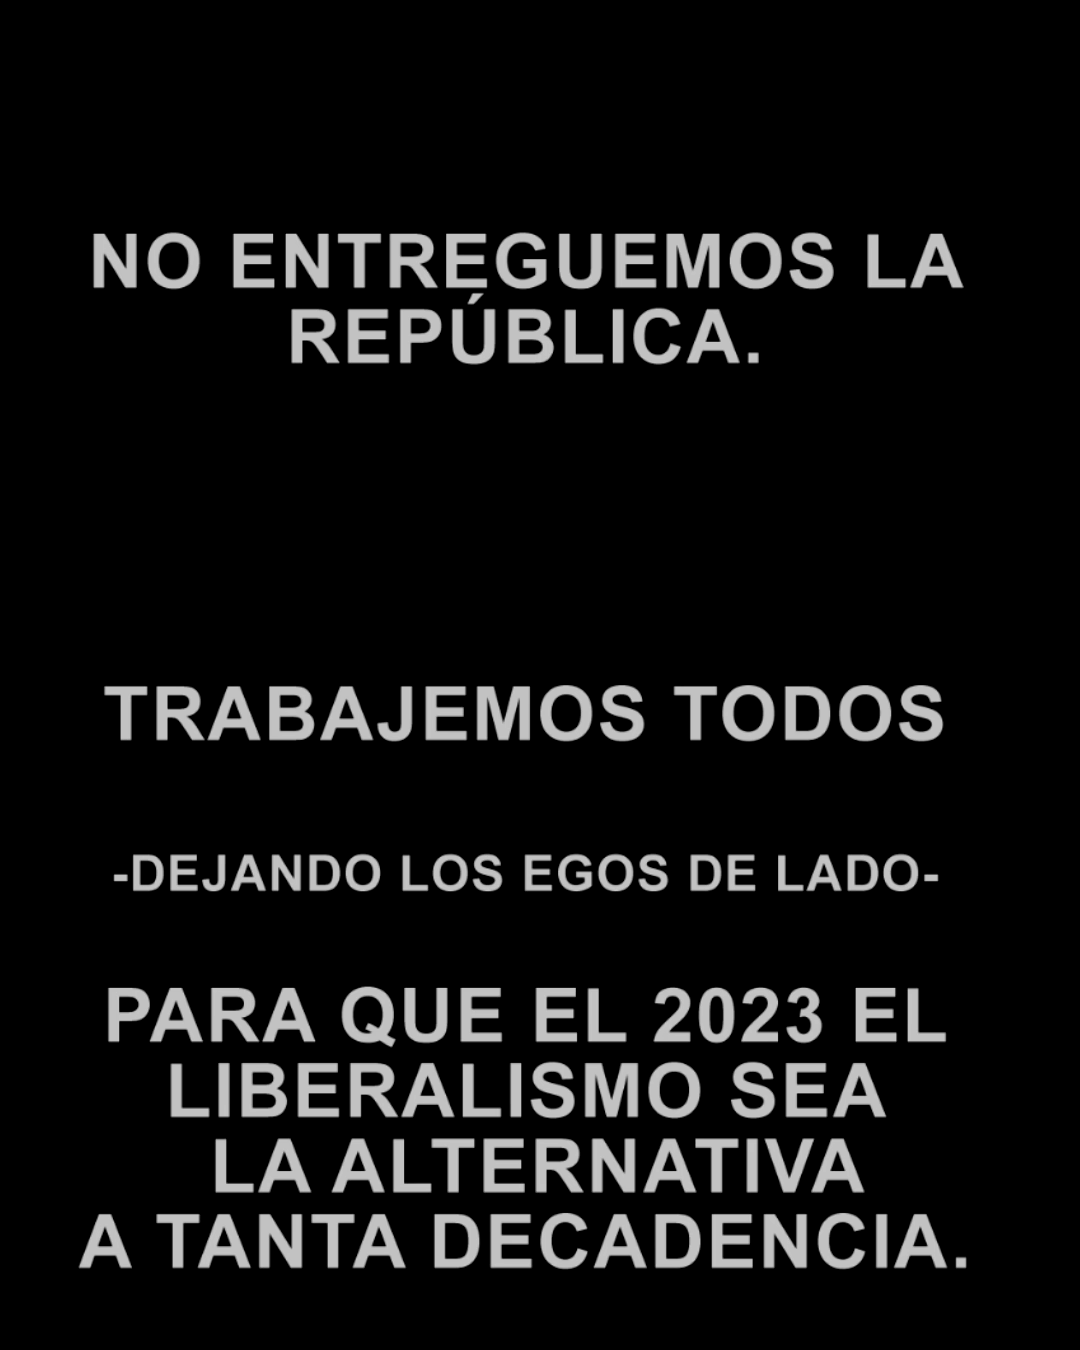 NO ENTREGUEMOS LA
REPÚBLICA.
TRABAJEMOS TODOS
-DEJANDO LOS EGOS DE LADO-
PARA QUE EL 2023 EL
LIBERALISMO SEA
LA ALTERNATIVA
A TANTA DECADENCIA.